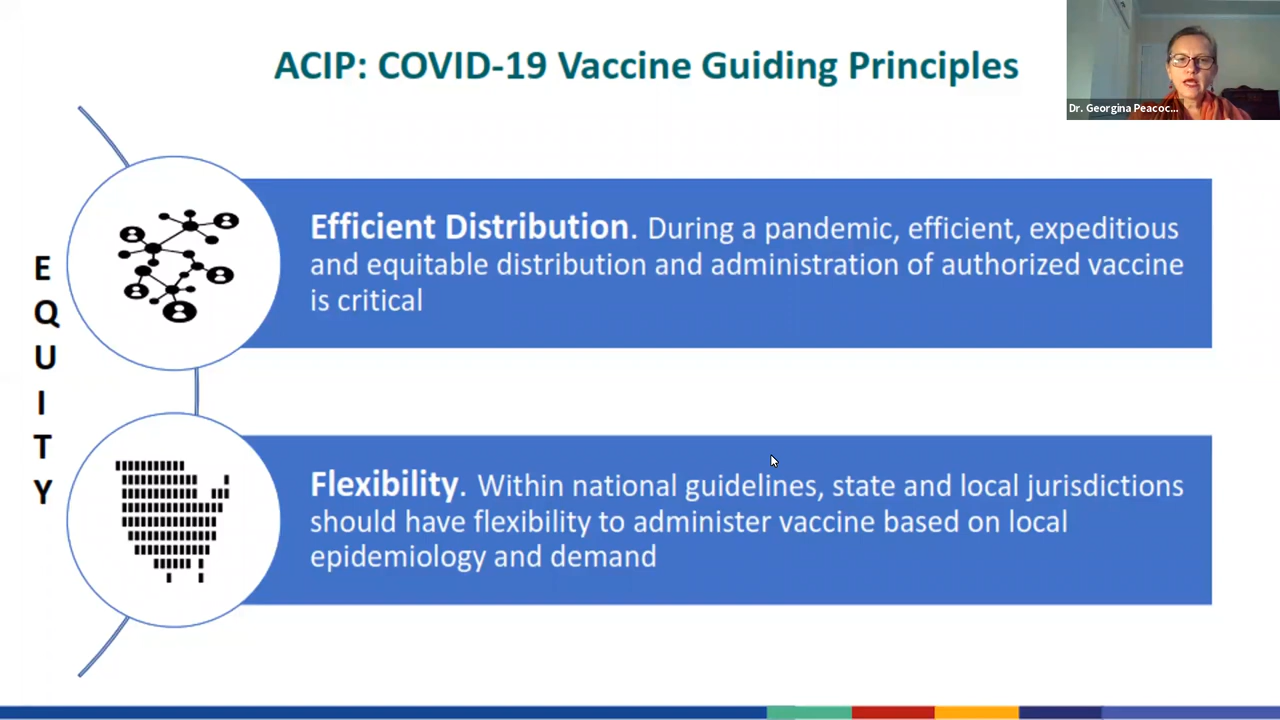 ACIP: COVID-19 Vaccine Guiding Principles
Dr. Georgina Peacoc...
EQUITY
Efficient Distribution. During a pandemic, efficient, expeditious
and equitable distribution and administration of authorized vaccine
is critical
Flexibility. Within national guidelines, state and local jurisdictions
should have flexibility to administer vaccine based on local
epidemiology and demand